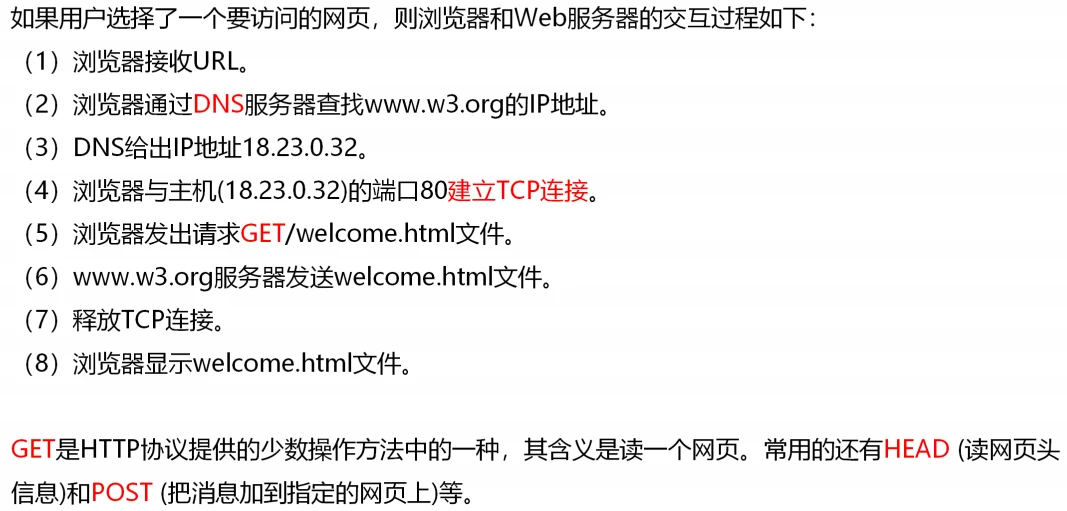 如果用户选择了一个要访问的网页，则浏览器和Web服务器的交互过程如下：
（1）浏览器接收URL。
（2）浏览器通过DNS服务器查找www.w3.org的IP地址。
（3）DNS给出IP地址18.23.0.32。
（4）浏览器与主机(18.23.0.32)的端口80建立TCP连接。
（5）浏览器发出请求GET/welcome.html文件。
（6）www.w3.org服务器发送welcome.html文件。
（7）释放TCP连接。
（8）浏览器显示welcome.html文件。
GET是HTTP协议提供的少数操作方法中的一种，其含义是读一个网页。常用的还有HEAD (读网页头
信息)和POST (把消息加到指定的网页上)等。